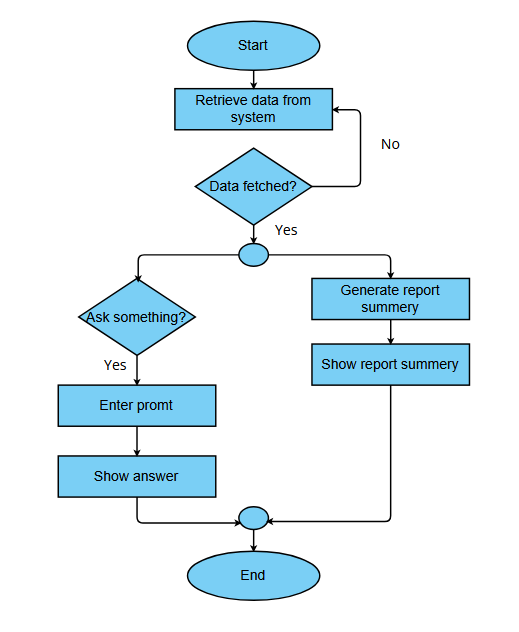 Start
Retrieve data from
system
No
Data fetched?
Yes
Generate report
summery
Ask something?
Show report summery
Yes
Enter promt
Show answer
End